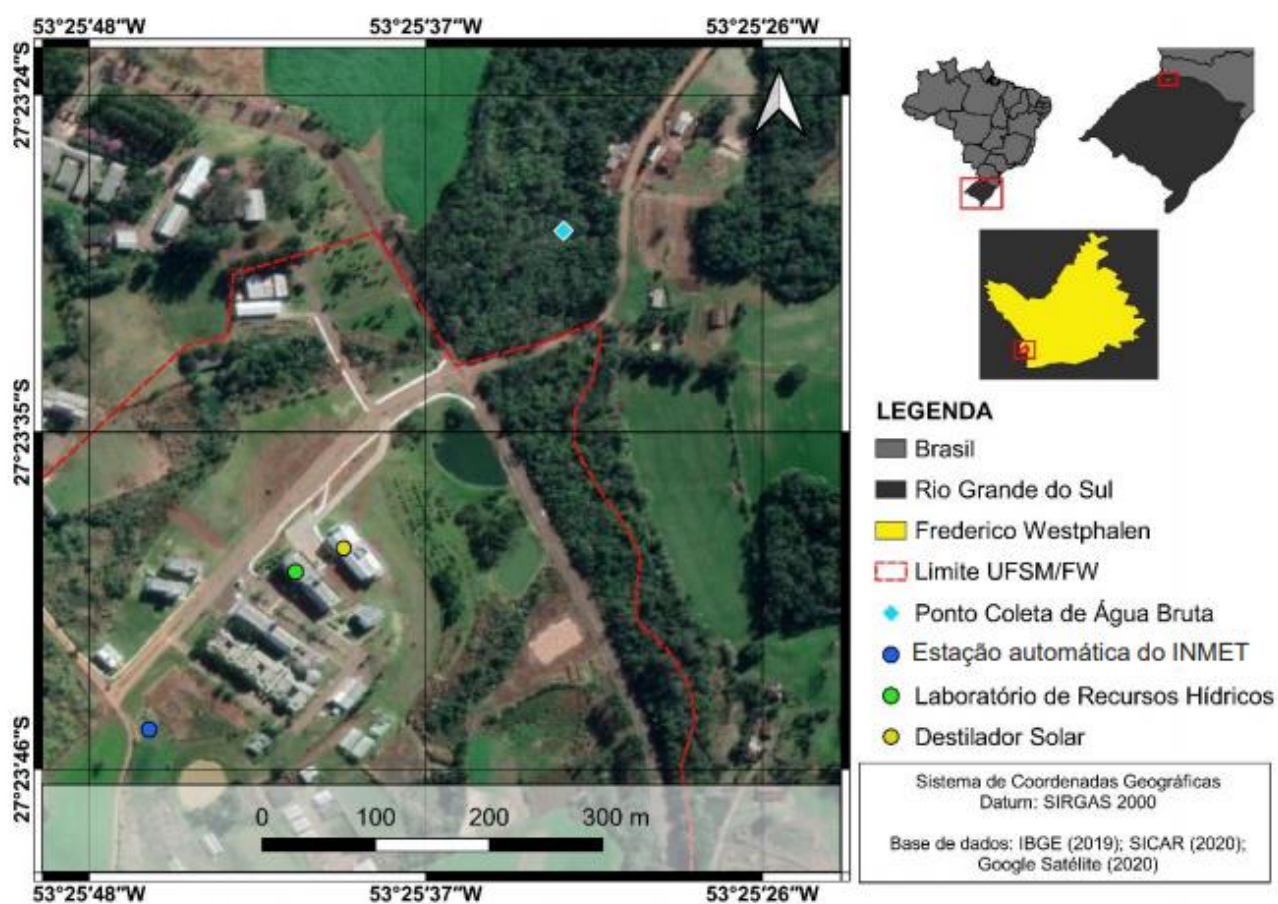 53°25'48"W 53°25'37"W 53°25'26"W
27°23'24"S
27°23'35"S
27°23'46"S
0 100 200 300 m
53°25'48"W 53°25'37"W 53°25'26"W
LEGENDA
Brasil
Rio Grande do Sul
Frederico Westphalen
Limite UFSM/FW
Ponto Coleta de Água Bruta
Estação automática do INMET
Laboratório de Recursos Hídricos
Destilador Solar
Sistema de Coordenadas Geográficas
Datum: SIRGAS 2000
Base de dados: IBGE (2019); SICAR (2020);
Google Satélite (2020)